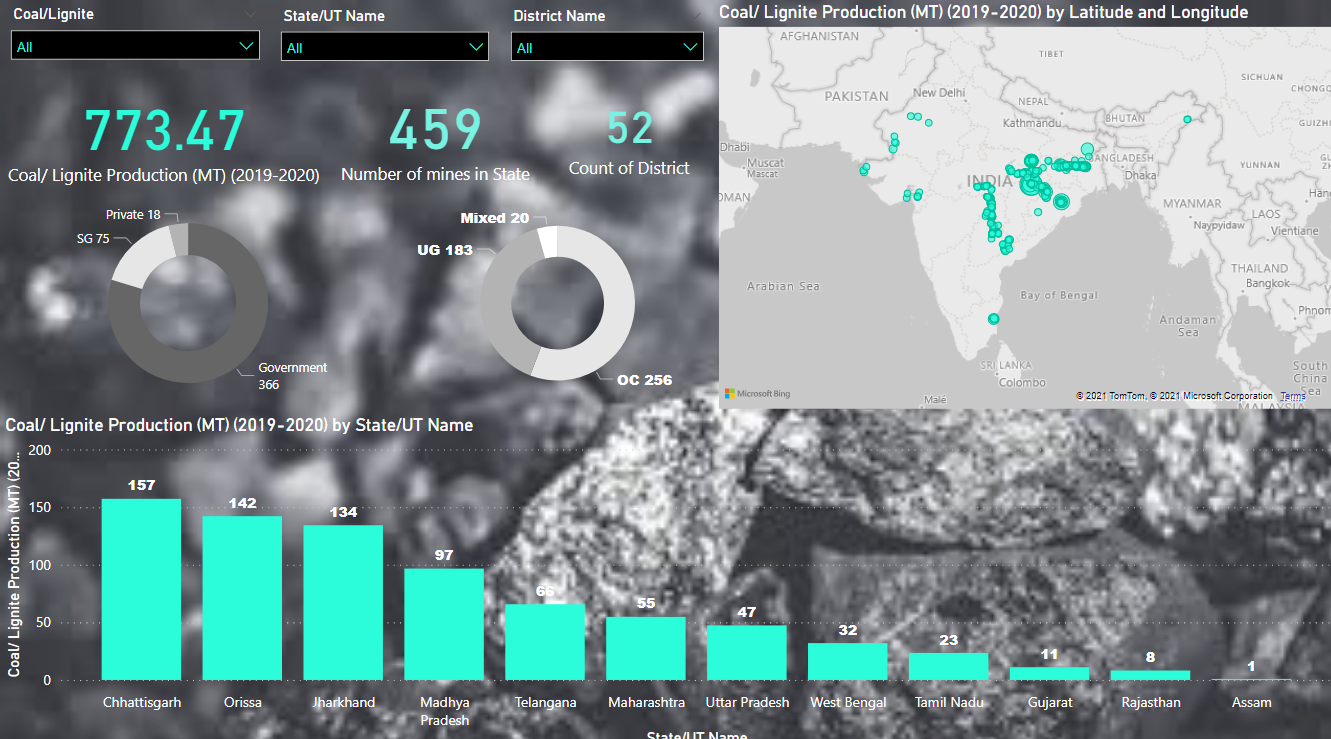 Coal/Lignite
All
State/UT Name
All
District Name
All
773.47
Coal/ Lignite Production (MT) (2019-2020)
459
Number of mines in State
52
Count of District
Private 18
SG 75
Government
366
Mixed 20
UG 183
OC 256
Coal/ Lignite Production (MT) (2019-2020) by Latitude and Longitude
AFGHANISTAN
TIBET
SICHUAN
CHONGQ
PAKISTAN
New Delhi
NEPAL
Kathmandu
BHUTAN
GUIZH
Dhabi
Muscat
Muscat
OMAN
INDIA
BANGLADESH
Dhaka
YUNNAN
MYANMAR
Naypyidaw
LAOS
Han
Vientiane
THAILAND
Bangkok
Arabian Sea
Bay of Bengal
Andaman
Sea
Phnom
SRI LANKA
Colombo
Malé
South
China
Sea
MALAYSIA
Microsoft Bing
© 2021 TomTom, © 2021 Microsoft Corporation Terms
Coal/ Lignite Production (MT) (2019-2020) by State/UT Name
Coal/ Lignite Production (MT) (20...
200
150
100
50
0
157
142
134
97
66
55
47
32
23
11
8
1
Chhattisgarh
Orissa
Jharkhand
Madhya
Pradesh
Telangana
Maharashtra
Uttar Pradesh
West Bengal
Tamil Nadu
Gujarat
Rajasthan
Assam
State/UT Name